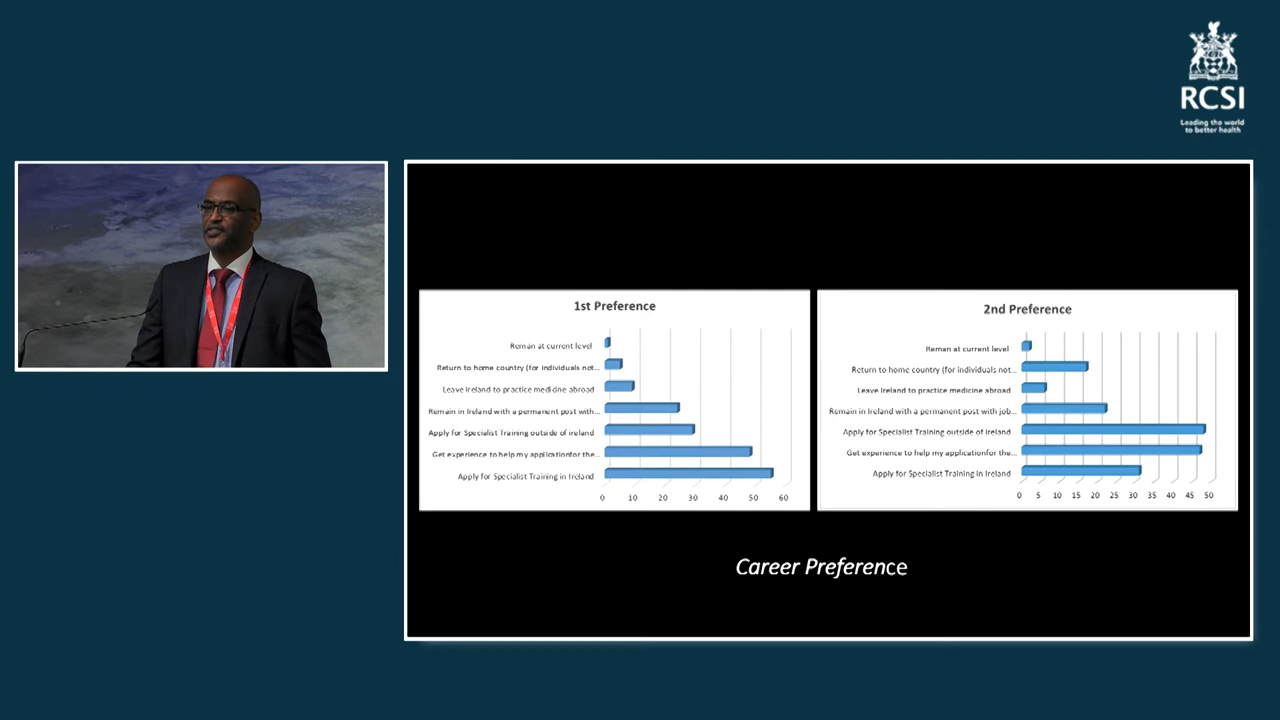 RCSI
Leading the world
to better health
1st Preference
Reman at current level
Return to home country (for individuals not...
Leave Ireland to practice medicine abroad
Remain in Ireland with a permanent post with...
Apply for Specialist Training outside of Ireland
Get experience to help my applicationfor the...
Apply for Specialist Training in Ireland
0 10 20 30 40 50 60
2nd Preference
Reman at current level
Return to home country (for individuals not...
Leave Ireland to practice medicine abroad
Remain in Ireland with a permanent post with job...
Apply for Specialist Training outside of Ireland
Get experience to help my applicationfor the...
Apply for Specialist Training in Ireland
0 5 10 15 20 25 30 35 40 45 50
Career Preference